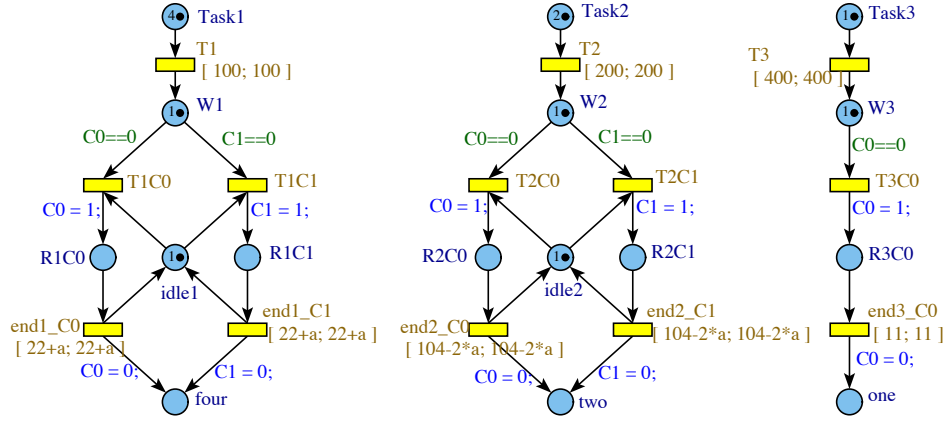 4 Task1
2 Task2
1 Task3
T1
[ 100; 100 ]
T2
[ 200; 200 ]
T3
[ 400; 400 ]
1 W1
1 W2
1 W3
C0==0 C1==0
C0==0 C1==0
C0==0
T1C0 T1C1
T2C0 T2C1
T3C0
C0 = 1; C1 = 1;
C0 = 1; C1 = 1;
C0 = 1;
R1C0 1 R1C1
R2C0 1 R2C1
R3C0
idle1
idle2
end1_C0 end1_C1
[ 22+a; 22+a ] [ 22+a; 22+a ]
end2_C0 end2_C1
[ 104-2*a; 104-2*a ] [ 104-2*a; 104-2*a ]
end3_C0
[ 11; 11 ]
C0 = 0; C1 = 0;
C0 = 0; C1 = 0;
C0 = 0;
four
two
one